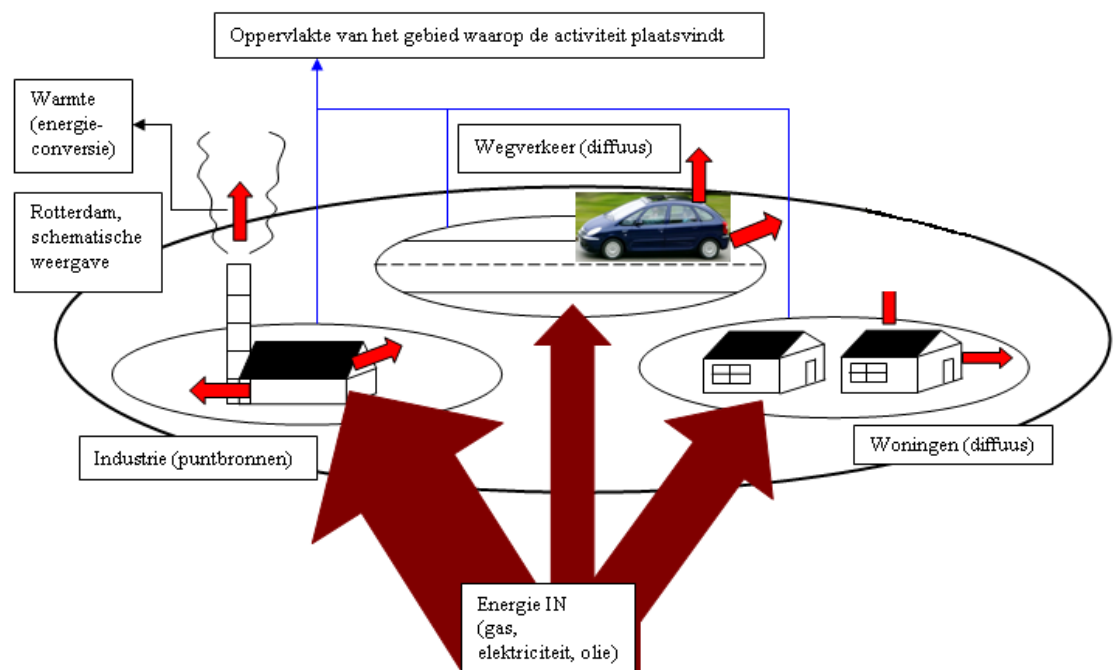 Oppervlakte van het gebied waarop de activiteit plaatsvindt
Warmte
(energie-
conversie)
Wegverkeer (diffuus)
Rotterdam,
schematische
weergave
Industrie (puntbronnen)
Woningen (diffuus)
Energie IN
(gas,
elektriciteit, olie)